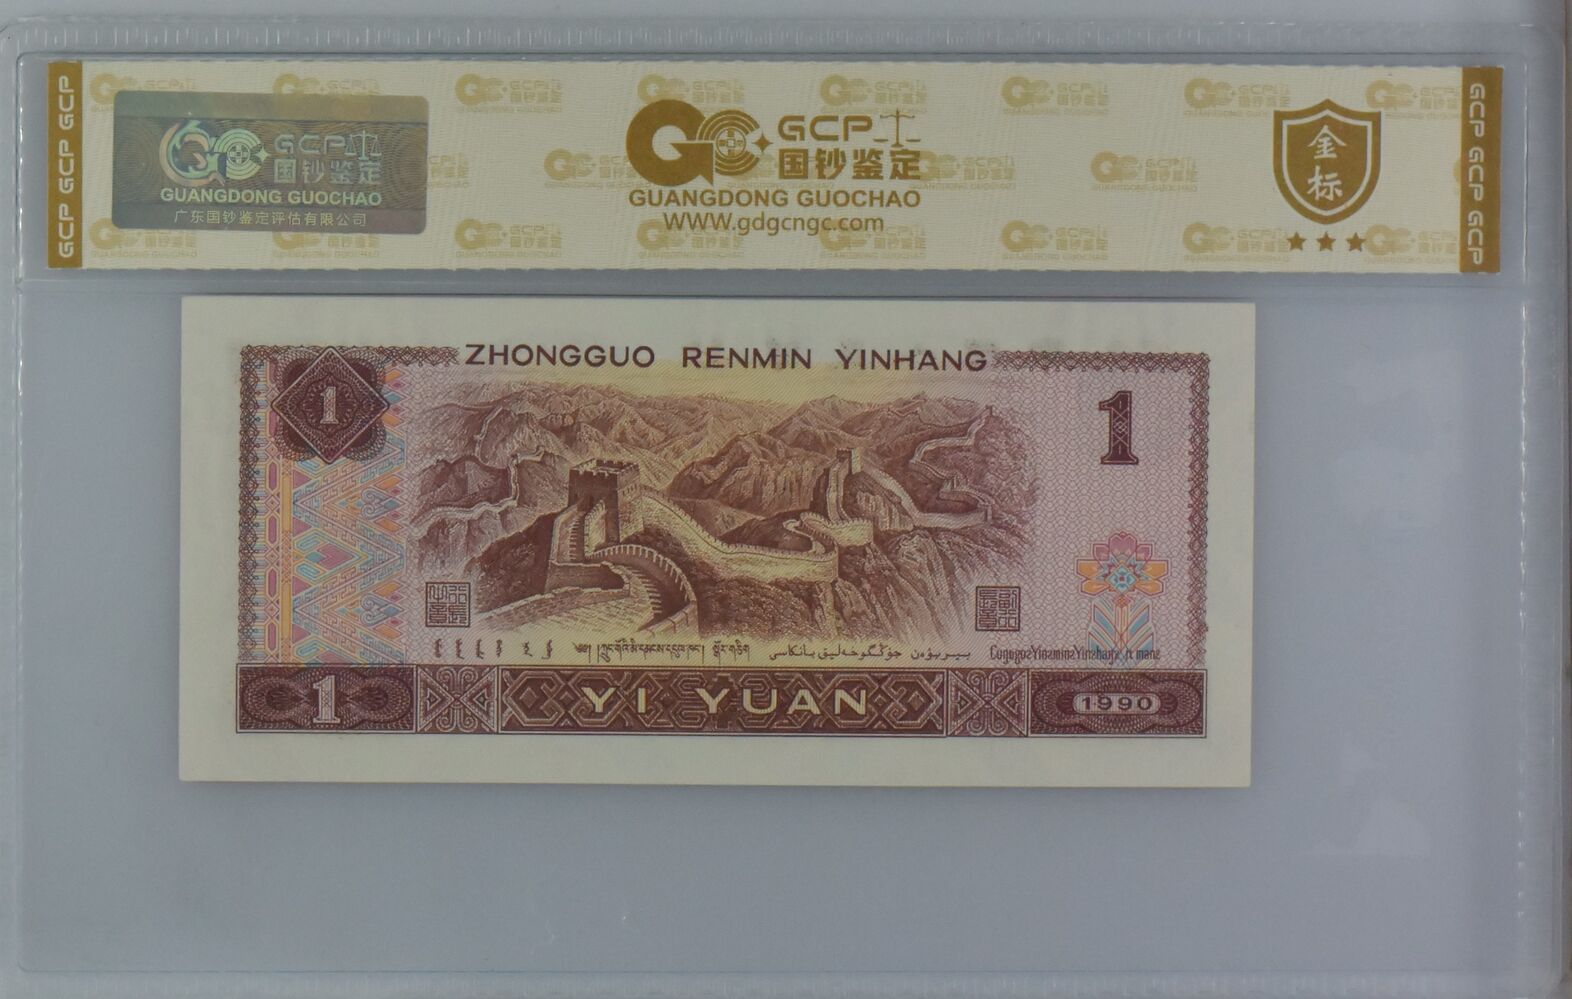 GCP GCP GCP
GCP
国钞鉴定
GUANGDONG GUOCHAO
广东国钞鉴定评估有限公司
GCP
国钞鉴定
GUANGDONG GUOCHAO
WWW.gdgcngc.com
金标
GCP GCP GCP
ZHONGGUO RENMIN YINHANG
1
1
YI YUAN
1
1990